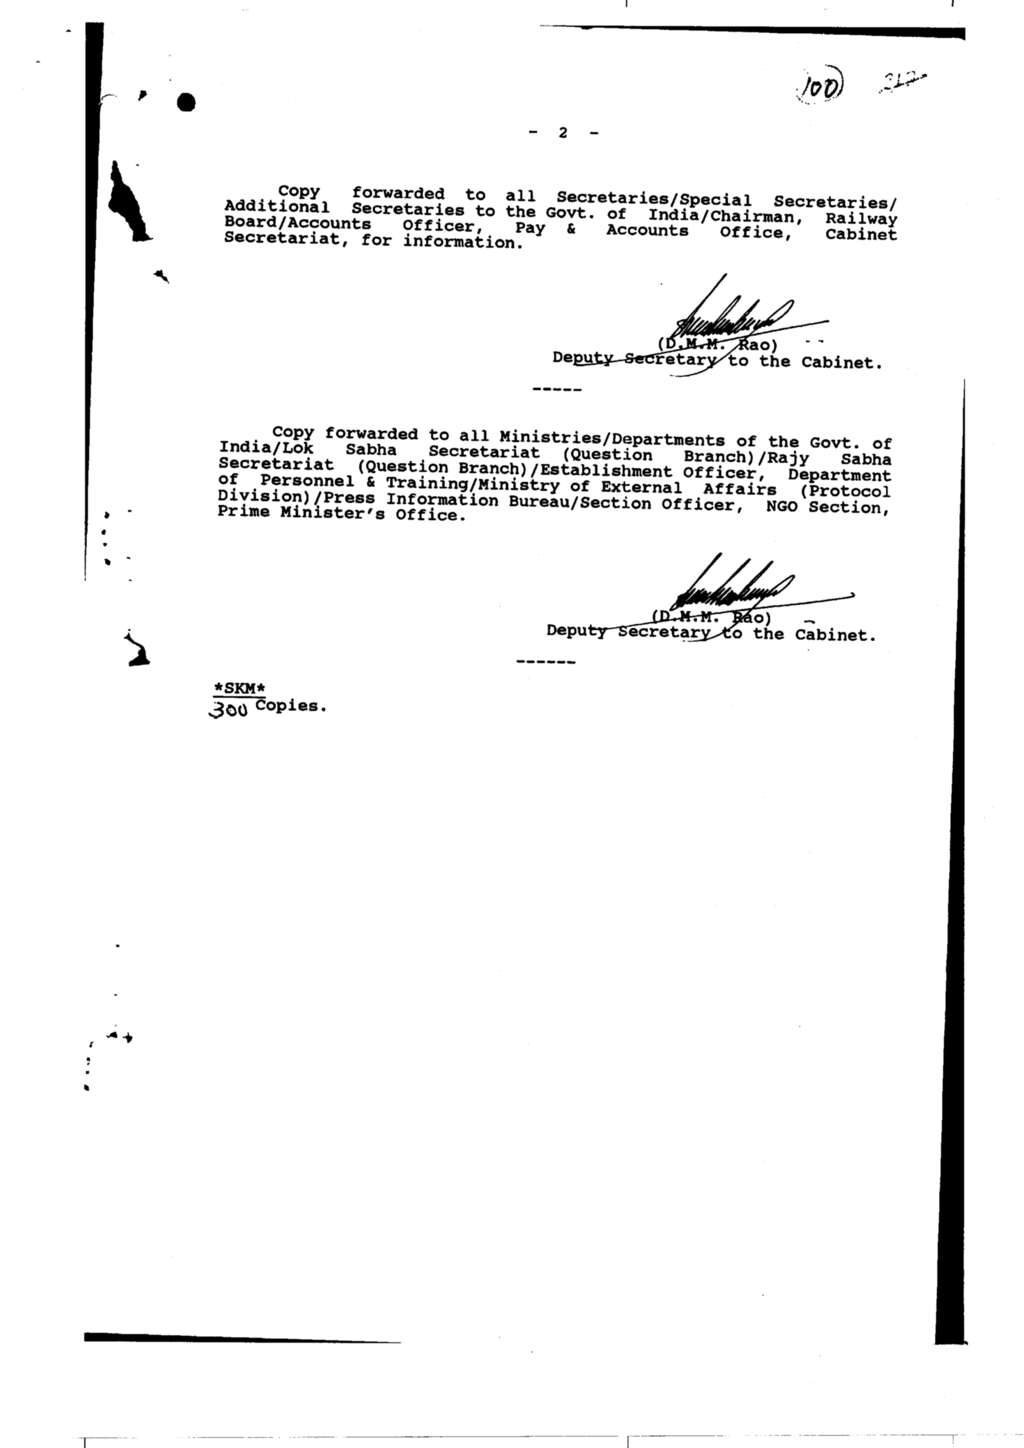 100
- 2 -
Copy forwarded to all Secretaries/Special Secretaries/
Additional Secretaries to the Govt. of India/Chairman, Railway
Board/Accounts Officer, Pay & Accounts Office, Cabinet
Secretariat, for information.
(D.M.M. Rao)
Deputy Secretary to the Cabinet.
-----
Copy forwarded to all Ministries/Departments of the Govt. of
India/Lok Sabha Secretariat (Question Branch)/Rajy Sabha
Secretariat (Question Branch)/Establishment Officer, Department
of Personnel & Training/Ministry of External Affairs (Protocol
Division)/Press Information Bureau/Section Officer, NGO Section,
Prime Minister's Office.
(D.M.M. Rao)
Deputy Secretary to the Cabinet.
------
*SKM*
300 Copies.